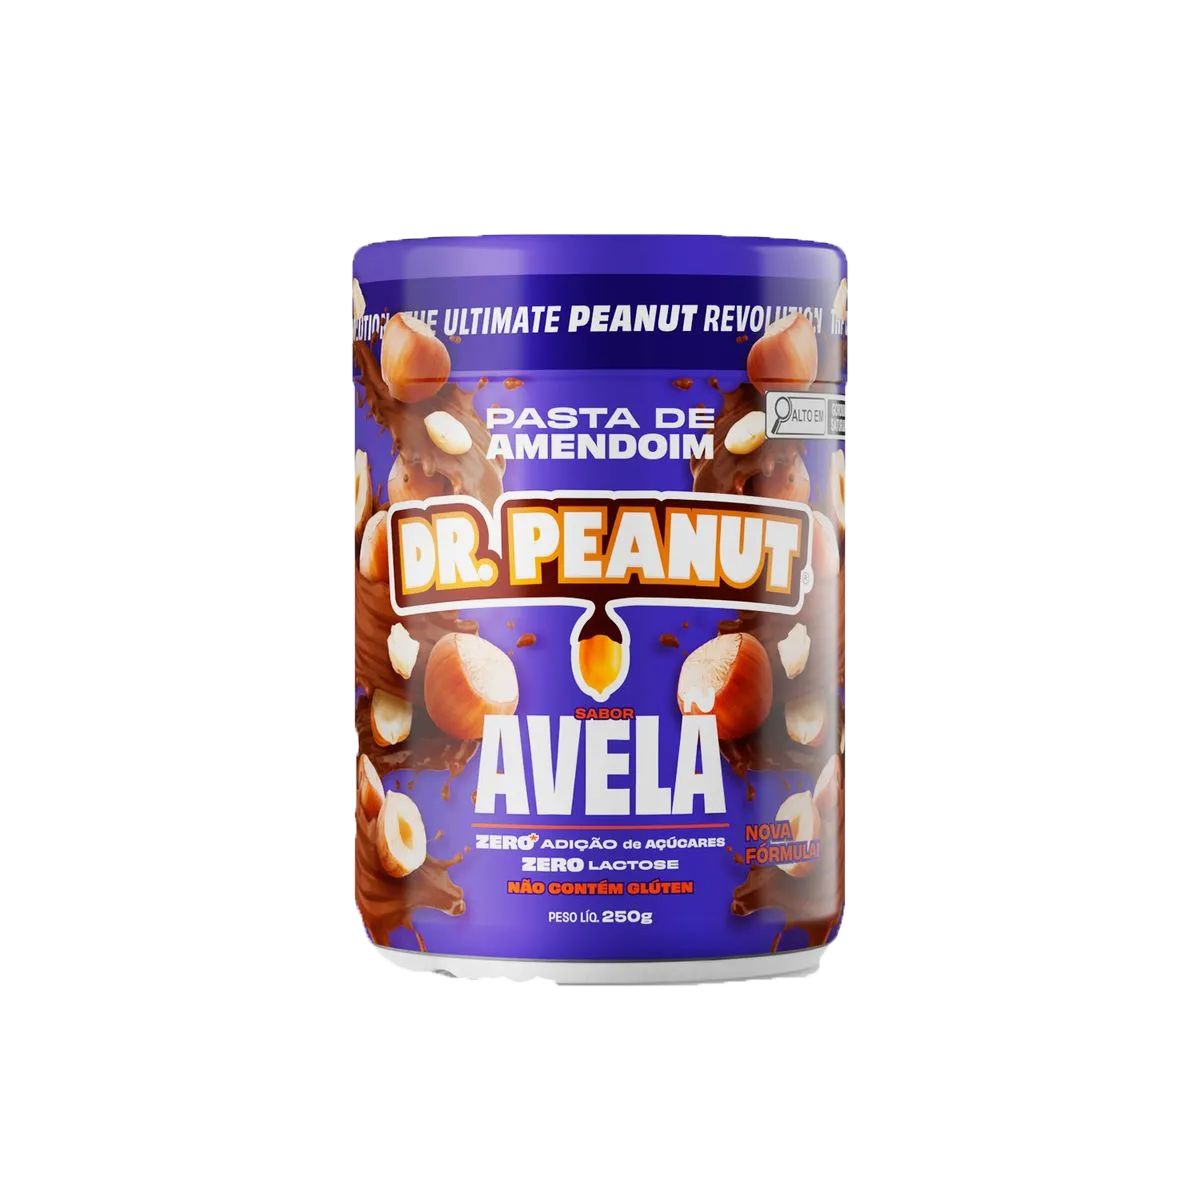 THE ULTIMATE PEANUT REVOLUTION
PASTA DE
AMENDOIM
ALTO EM
DR. PEANUT
®
SABOR
AVELÃ
ZERO* ADIÇÃO de AÇÚCARES
ZERO LACTOSE
NÃO CONTÉM GLÚTEN
PESO LÍQ. 250g
NOVA
FÓRMULA!